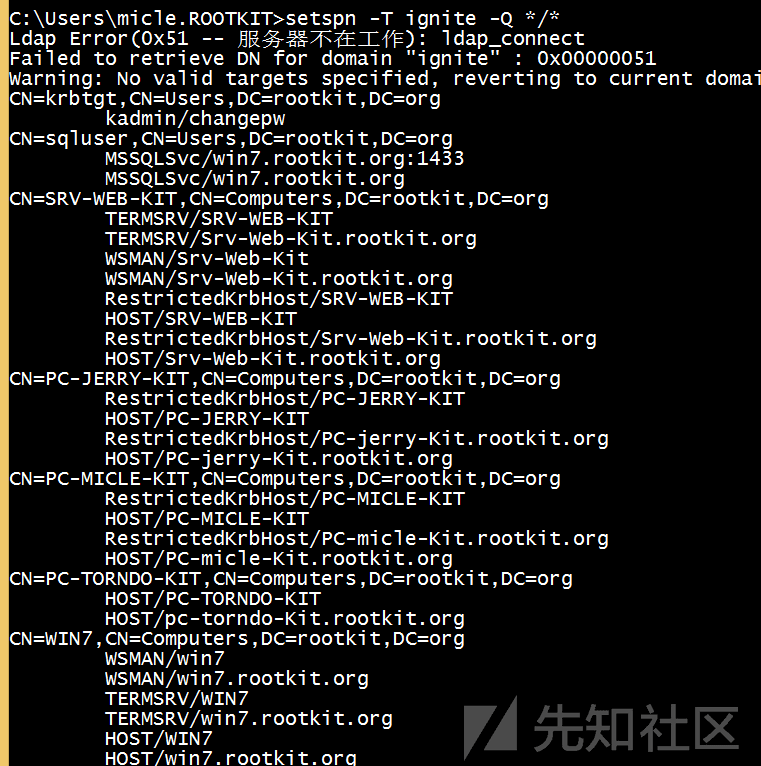 C:\Users\micle.ROOTKIT>setspn -T ignite -Q */*
Ldap Error(0x51 -- 服务器不在工作): ldap_connect
Failed to retrieve DN for domain "ignite" : 0x00000051
Warning: No valid targets specified, reverting to current domai
CN=krbtgt,CN=Users,DC=rootkit,DC=org
        kadmin/changepw
CN=sqluser,CN=Users,DC=rootkit,DC=org
        MSSQLSvc/win7.rootkit.org:1433
        MSSQLSvc/win7.rootkit.org
CN=SRV-WEB-KIT,CN=Computers,DC=rootkit,DC=org
        TERMSRV/SRV-WEB-KIT
        TERMSRV/Srv-Web-Kit.rootkit.org
        WSMAN/Srv-Web-Kit
        WSMAN/Srv-Web-Kit.rootkit.org
        RestrictedKrbHost/SRV-WEB-KIT
        HOST/SRV-WEB-KIT
        RestrictedKrbHost/Srv-Web-Kit.rootkit.org
        HOST/Srv-Web-Kit.rootkit.org
CN=PC-JERRY-KIT,CN=Computers,DC=rootkit,DC=org
        RestrictedKrbHost/PC-JERRY-KIT
        HOST/PC-JERRY-KIT
        RestrictedKrbHost/PC-jerry-Kit.rootkit.org
        HOST/PC-jerry-Kit.rootkit.org
CN=PC-MICLE-KIT,CN=Computers,DC=rootkit,DC=org
        RestrictedKrbHost/PC-MICLE-KIT
        HOST/PC-MICLE-KIT
        RestrictedKrbHost/PC-micle-Kit.rootkit.org
        HOST/PC-micle-Kit.rootkit.org
CN=PC-TORNDO-KIT,CN=Computers,DC=rootkit,DC=org
        HOST/PC-TORNDO-KIT
        HOST/pc-torndo-Kit.rootkit.org
CN=WIN7,CN=Computers,DC=rootkit,DC=org
        WSMAN/win7
        WSMAN/win7.rootkit.org
        TERMSRV/WIN7
        TERMSRV/win7.rootkit.org
        HOST/WIN7
        HOST/win7.rootkit.org
先知社区